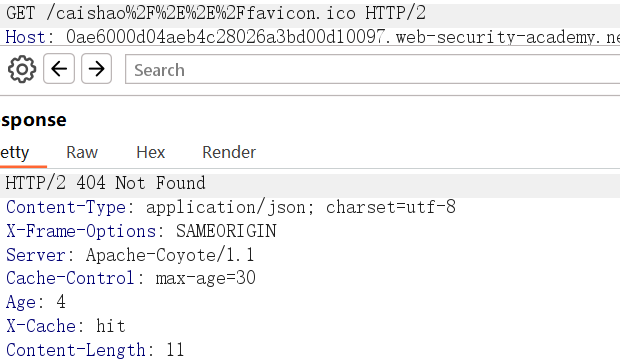 GET /caishao%2F%2E%2E%2Ffavicon.ico HTTP/2
Host: 0ae6000d04aeb4c28026a3bd00d10097.web-security-academy.ne
Search
sponse
etty Raw Hex Render
HTTP/2 404 Not Found
Content-Type: application/json; charset=utf-8
X-Frame-Options: SAMEORIGIN
Server: Apache-Coyote/1.1
Cache-Control: max-age=30
Age: 4
X-Cache: hit
Content-Length: 11